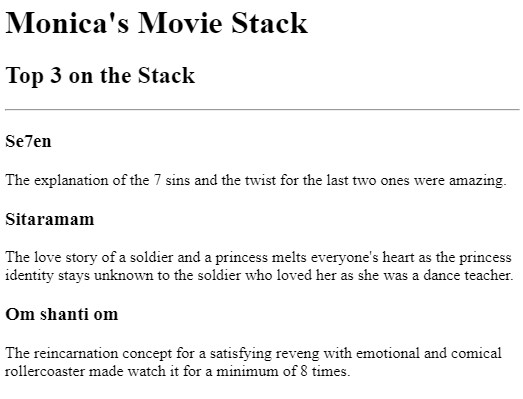 Monica's Movie Stack
Top 3 on the Stack
Se7en
The explanation of the 7 sins and the twist for the last two ones were amazing.
Sitaramam
The love story of a soldier and a princess melts everyone's heart as the princess
identity stays unknown to the soldier who loved her as she was a dance teacher.
Om shanti om
The reincarnation concept for a satisfying reveng with emotional and comical
rollercoaster made watch it for a minimum of 8 times.